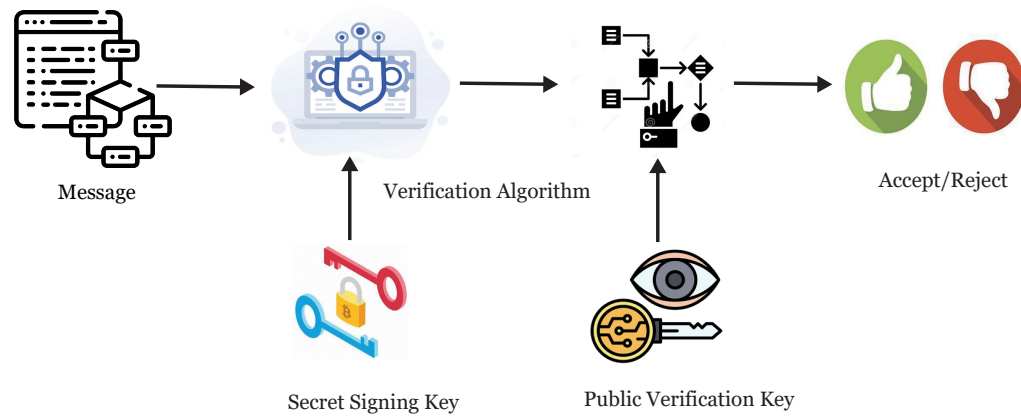 Message
Verification Algorithm
Accept/Reject
Secret Signing Key
Public Verification Key